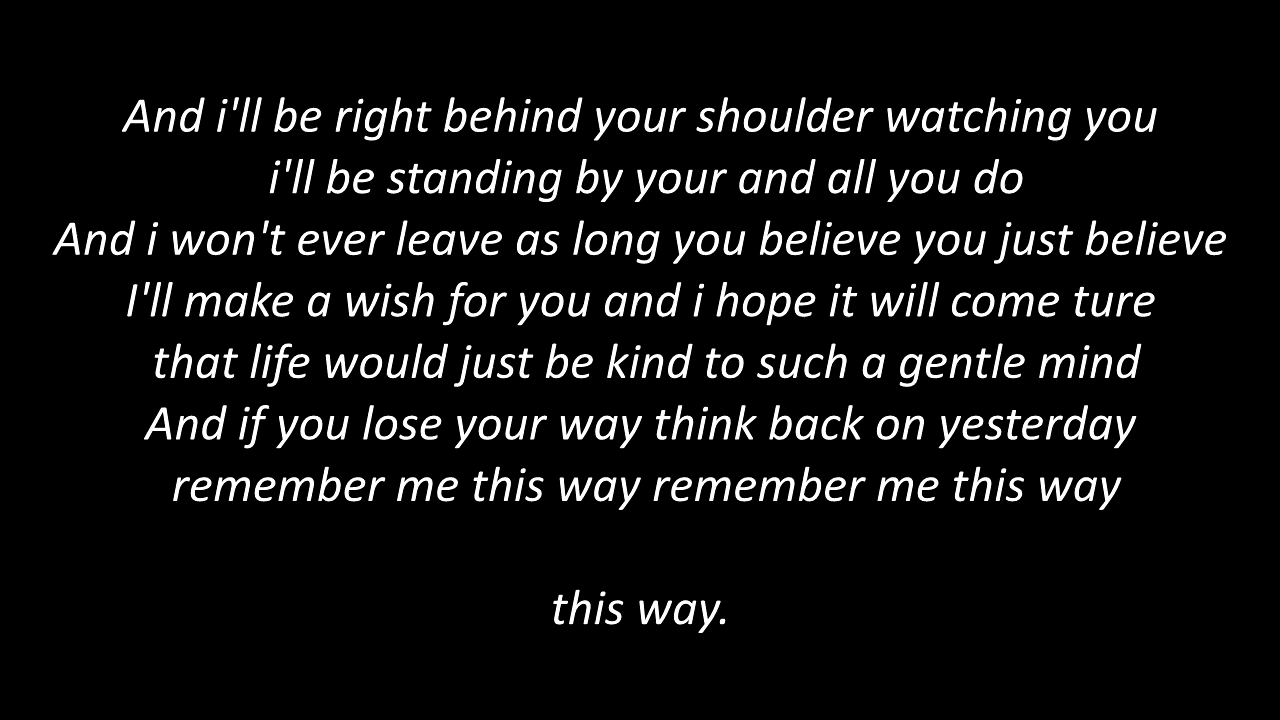 And i'll be right behind your shoulder watching you
i'll be standing by your and all you do
And i won't ever leave as long you believe you just believe
I'll make a wish for you and i hope it will come ture
that life would just be kind to such a gentle mind
And if you lose your way think back on yesterday
remember me this way remember me this way
this way.